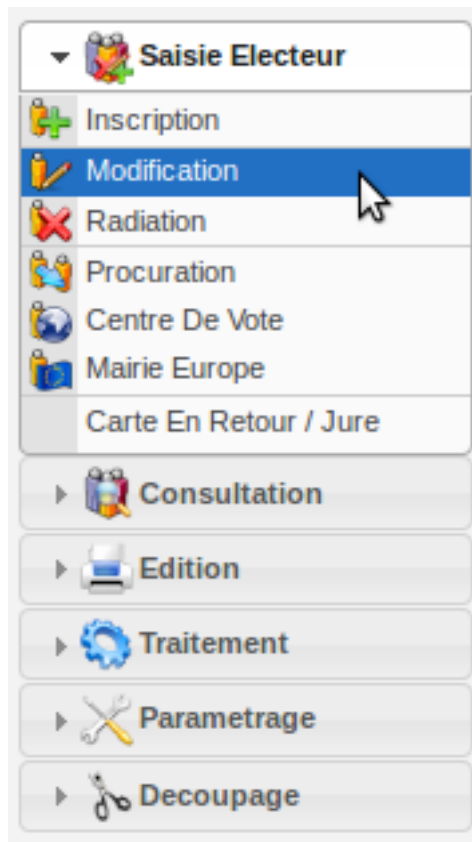 Saisie Electeur
Inscription
Modification
Radiation
Procuration
Centre De Vote
Mairie Europe
Carte En Retour / Jure
Consultation
Edition
Traitement
Parametrage
Decoupage